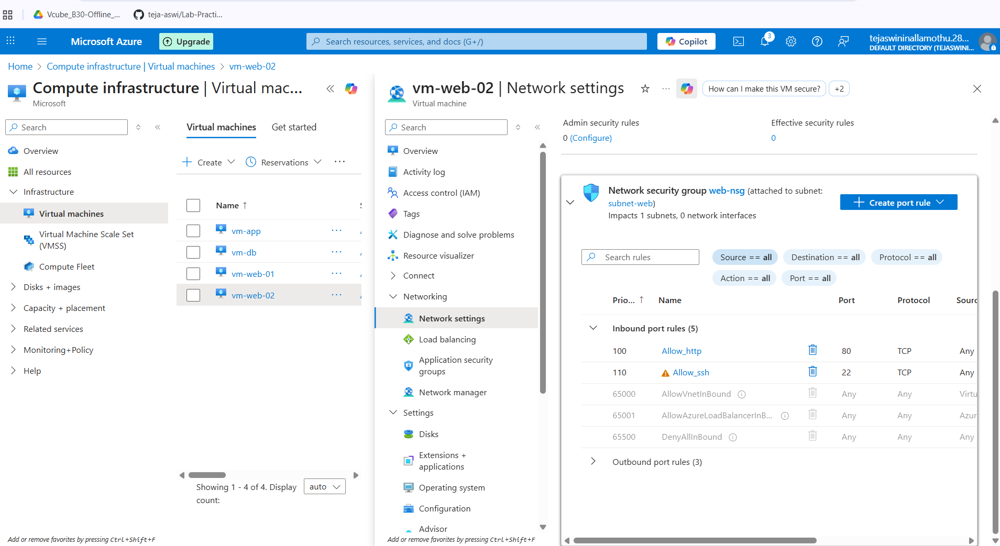 Vcube_B30-Offline_...
teja-aswi/Lab-Practi...
Microsoft Azure
Upgrade
Search resources, services, and docs (G+/)
Copilot
3
tejaswininallamothu.28...
DEFAULT DIRECTORY (TEJASWINI...
Home > Compute infrastructure | Virtual machines > vm-web-02
Compute infrastructure | Virtual mac...
Microsoft
Search
Overview
All resources
Infrastructure
Virtual machines
Virtual Machine Scale Set
(VMSS)
Compute Fleet
Disks + images
Capacity + placement
Related services
Monitoring+Policy
Help
Add or remove favorites by pressing Ctrl+Shift+F
Virtual machines Get started
Create Reservations ...
Name ↑
vm-app ...
vm-db ...
vm-web-01 ...
vm-web-02 ...
Showing 1 - 4 of 4. Display
count:
auto
vm-web-02 | Network settings
Virtual machine
How can I make this VM secure?
+2
Search
Overview
Activity log
Access control (IAM)
Tags
Diagnose and solve problems
Resource visualizer
Connect
Networking
Network settings
Load balancing
Application security
groups
Network manager
Settings
Disks
Extensions +
applications
Operating system
Configuration
Advisor
Add or remove favorites by pressing Ctrl+Shift+F
Admin security rules
0 (Configure)
Effective security rules
0
Network security group web-nsg (attached to subnet:
subnet-web)
Impacts 1 subnets, 0 network interfaces
Create port rule
Search rules
Source == all Destination == all Protocol == all
Action == all Port == all
Prio... ↑ Name Port Protocol Sourc
Inbound port rules (5)
100 Allow_http 80 TCP Any
110 Allow_ssh 22 TCP Any
65000 AllowVnetInBound Any Any Virtu
65001 AllowAzureLoadBalancerInB... Any Any Azur
65500 DenyAllInBound Any Any Any
Outbound port rules (3)